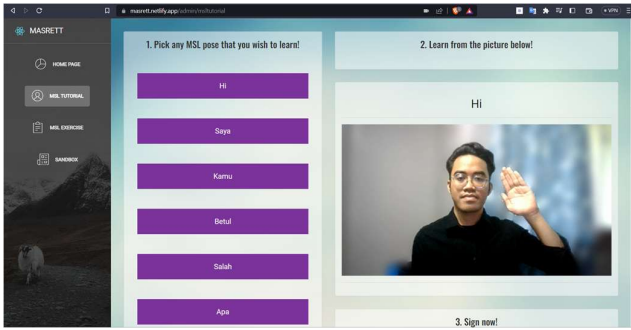 masrett.netlify.app/admin/msltutorial
VPN
MASRETT
HOME PAGE
MSL TUTORIAL
MSL EXERCISE
SANDBOX
1. Pick any MSL pose that you wish to learn!
Hi
Saya
Kamu
Betul
Salah
Apa
2. Learn from the picture below!
Hi
3. Sign now!